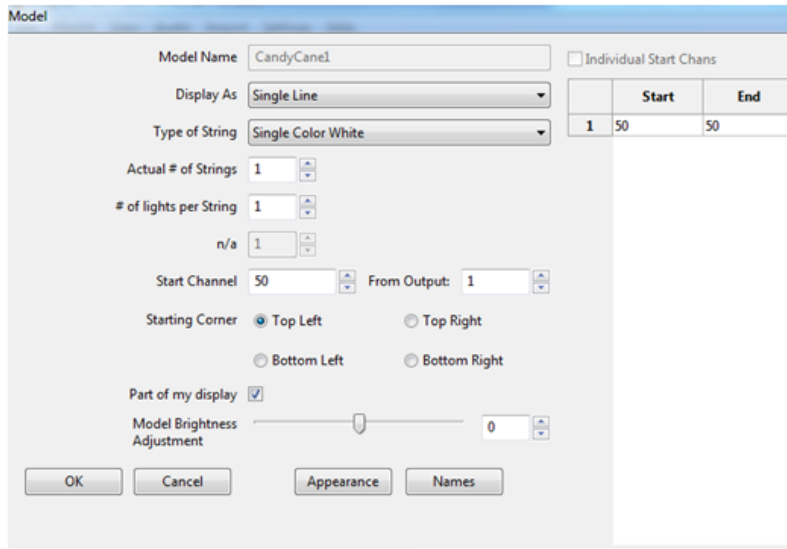 Model
Model Name CandyCane1
Individual Start Chans
Display As Single Line
Start End
Type of String Single Color White
1 50 50
Actual # of Strings 1
# of lights per String 1
n/a 1
Start Channel 50 From Output: 1
Starting Corner Top Left Top Right
Bottom Left Bottom Right
Part of my display
Model Brightness
Adjustment
0
OK Cancel Appearance Names